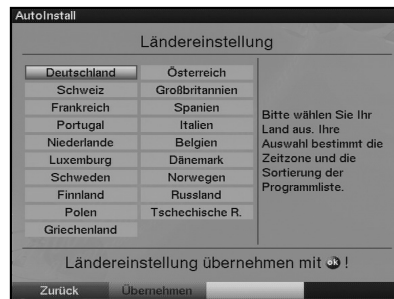 AutoInstall
Ländereinstellung
Deutschland Österreich
Schweiz Großbritannien
Frankreich Spanien
Portugal Italien
Niederlande Belgien
Luxemburg Dänemark
Schweden Norwegen
Finnland Russland
Polen Tschechische R.
Griechenland
Bitte wählen Sie Ihr
Land aus. Ihre
Auswahl bestimmt die
Zeitzone und die
Sortierung der
Programmliste.
Ländereinstellung übernehmen mit ok !
Zurück Übernehmen